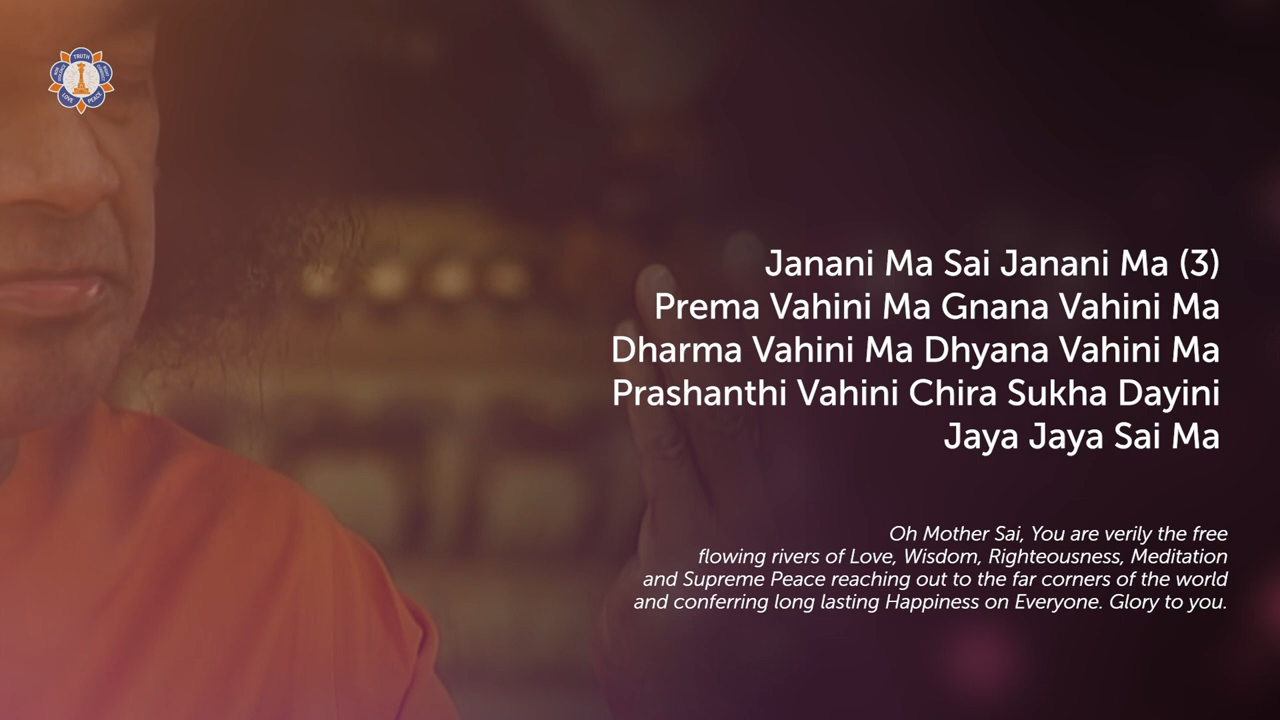 TRUTH
LOVE
PEACE
Janani Ma Sai Janani Ma (3)
Prema Vahini Ma Gnana Vahini Ma
Dharma Vahini Ma Dhyana Vahini Ma
Prashanthi Vahini Chira Sukha Dayini
Jaya Jaya Sai Ma
Oh Mother Sai, You are verily the free
flowing rivers of Love, Wisdom, Righteousness, Meditation
and Supreme Peace reaching out to the far corners of the world
and conferring long lasting Happiness on Everyone. Glory to you.